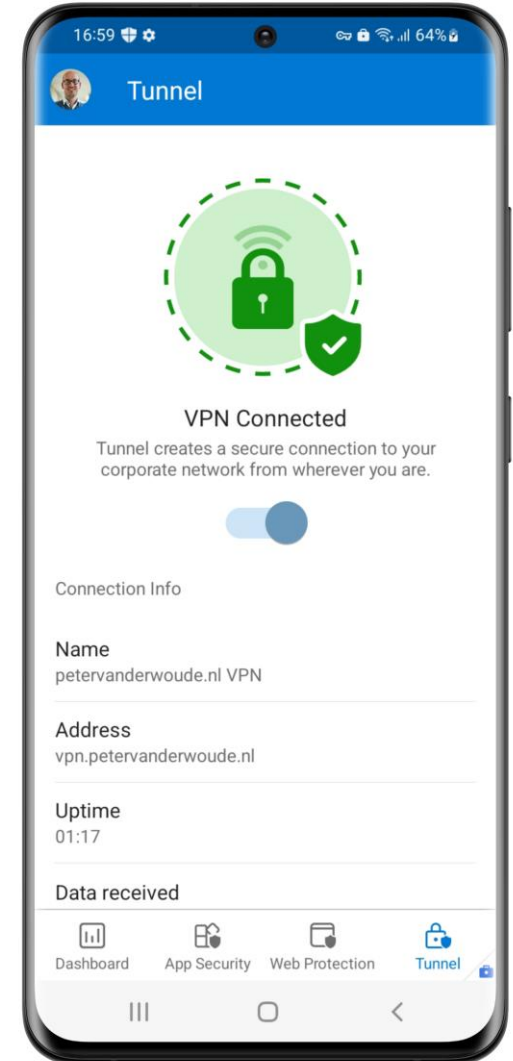 16:59 64%
Tunnel
VPN Connected
Tunnel creates a secure connection to your
corporate network from wherever you are.
Connection Info
Name
petervanderwoude.nl VPN
Address
vpn.petervanderwoude.nl
Uptime
01:17
Data received
Dashboard App Security Web Protection Tunnel